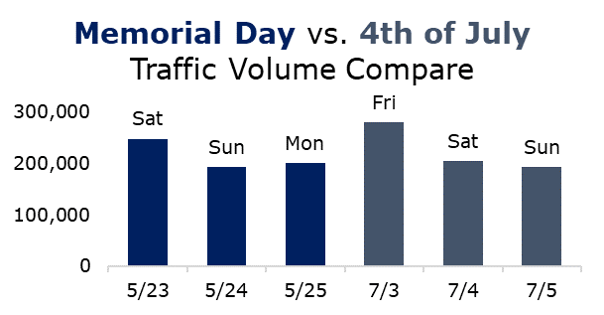 Memorial Day vs. 4th of July
Traffic Volume Compare
300,000
200,000
100,000
0
Sat
Sun
Mon
Fri
Sat
Sun
5/23 5/24 5/25 7/3 7/4 7/5